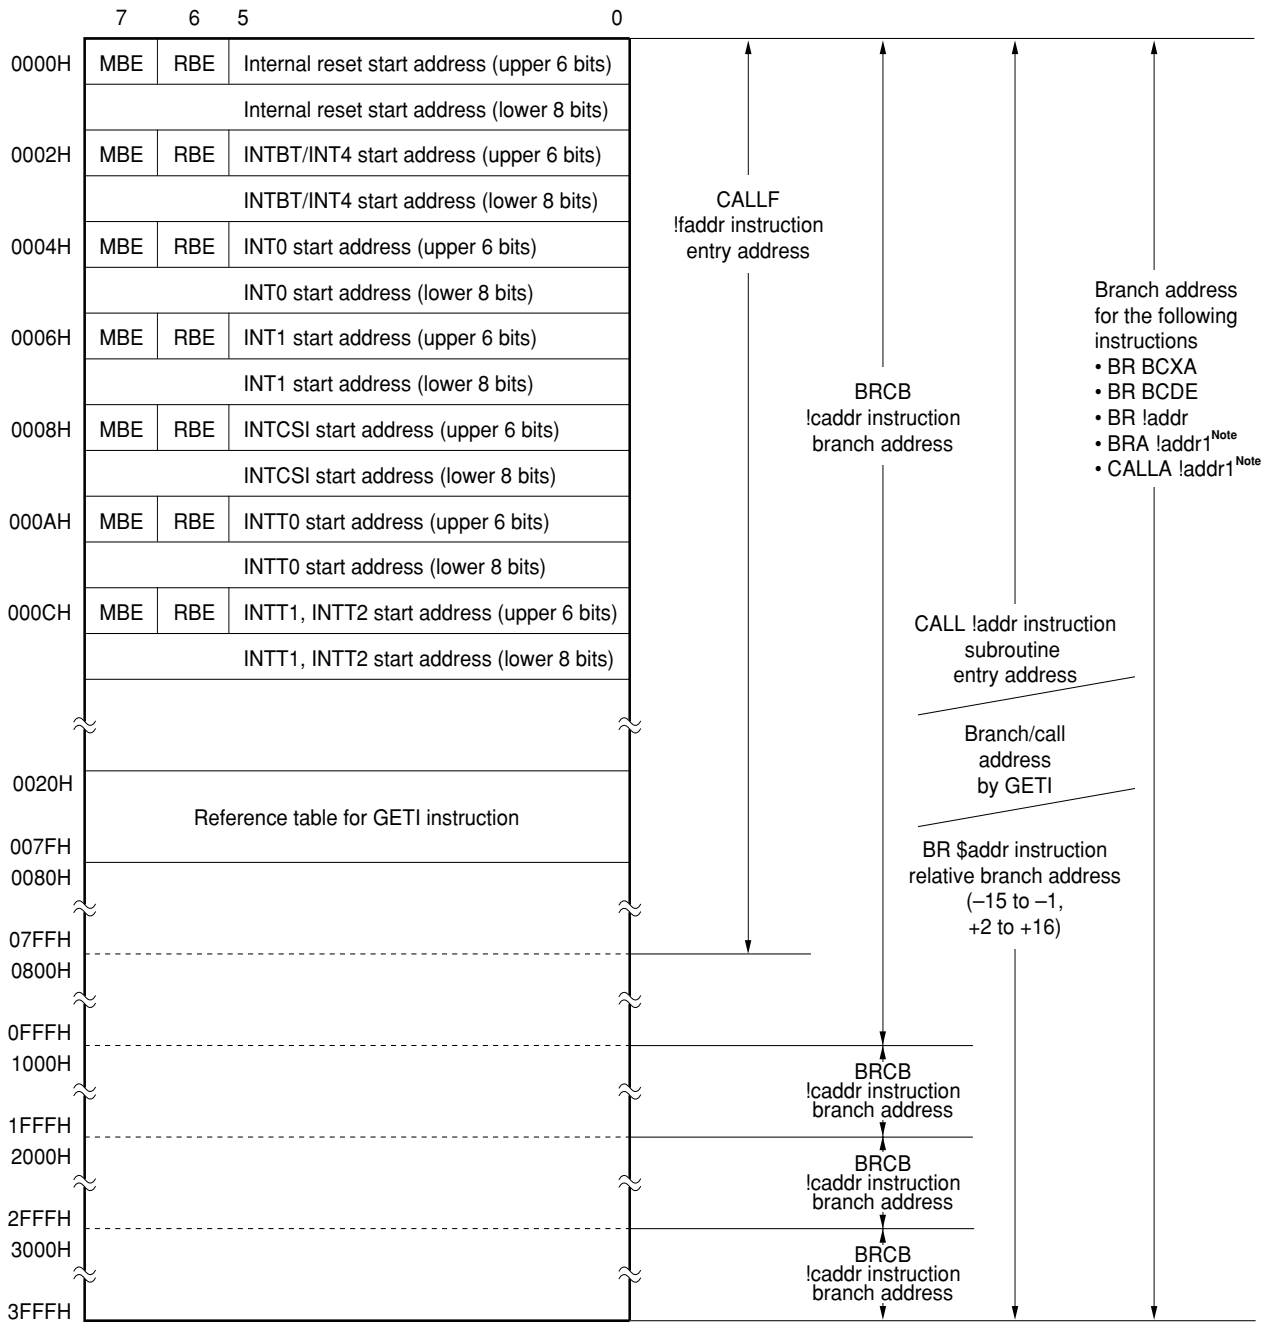 7 6 5 0
0000H MBE RBE Internal reset start address (upper 6 bits)
Internal reset start address (lower 8 bits)
0002H MBE RBE INTBT/INT4 start address (upper 6 bits)
INTBT/INT4 start address (lower 8 bits)
0004H MBE RBE INT0 start address (upper 6 bits)
INT0 start address (lower 8 bits)
0006H MBE RBE INT1 start address (upper 6 bits)
INT1 start address (lower 8 bits)
0008H MBE RBE INTCSI start address (upper 6 bits)
INTCSI start address (lower 8 bits)
000AH MBE RBE INTT0 start address (upper 6 bits)
INTT0 start address (lower 8 bits)
000CH MBE RBE INTT1, INTT2 start address (upper 6 bits)
INTT1, INTT2 start address (lower 8 bits)
0020H
Reference table for GETI instruction
007FH
0080H
07FFH
0800H
0FFFH
1000H
1FFFH
2000H
2FFFH
3000H
3FFFH
CALLF
!faddr instruction
entry address
BRCB
!caddr instruction
branch address
BRCB
!caddr instruction
branch address
BRCB
!caddr instruction
branch address
BRCB
!caddr instruction
branch address
CALL !addr instruction
subroutine
entry address
Branch/call
address
by GETI
BR $addr instruction
relative branch address
(–15 to –1,
+2 to +16)
Branch address
for the following
instructions
• BR BCXA
• BR BCDE
• BR !addr
• BRA !addr1Note
• CALLA !addr1Note